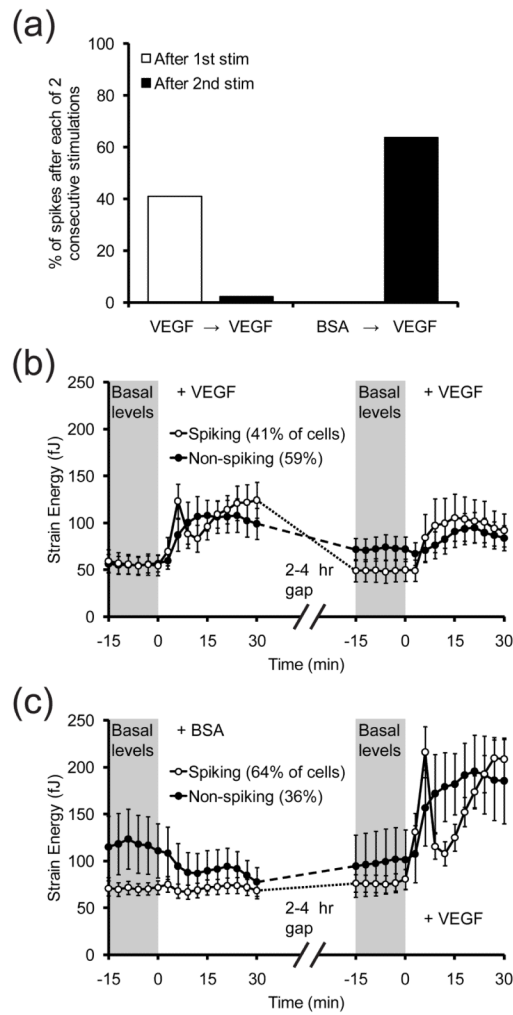 (a)
% of spikes after each of 2
consecutive stimulations
100
80
60
40
20
0
After 1st stim
After 2nd stim
VEGF → VEGF
BSA → VEGF
(b)
Strain Energy (fJ)
250
200
150
100
50
0
Basal
levels
+ VEGF
Basal
levels
+ VEGF
Spiking (41% of cells)
Non-spiking (59%)
2-4 hr
gap
-15 0 15 30 -15 0 15 30
Time (min)
Time (min)
(c)
Strain Energy (fJ)
250
200
150
100
50
0
Basal
levels
+ BSA
Basal
levels
Spiking (64% of cells)
Non-spiking (36%)
2-4 hr
gap
+ VEGF
-15 0 15 30 -15 0 15 30
Time (min)
Time (min)